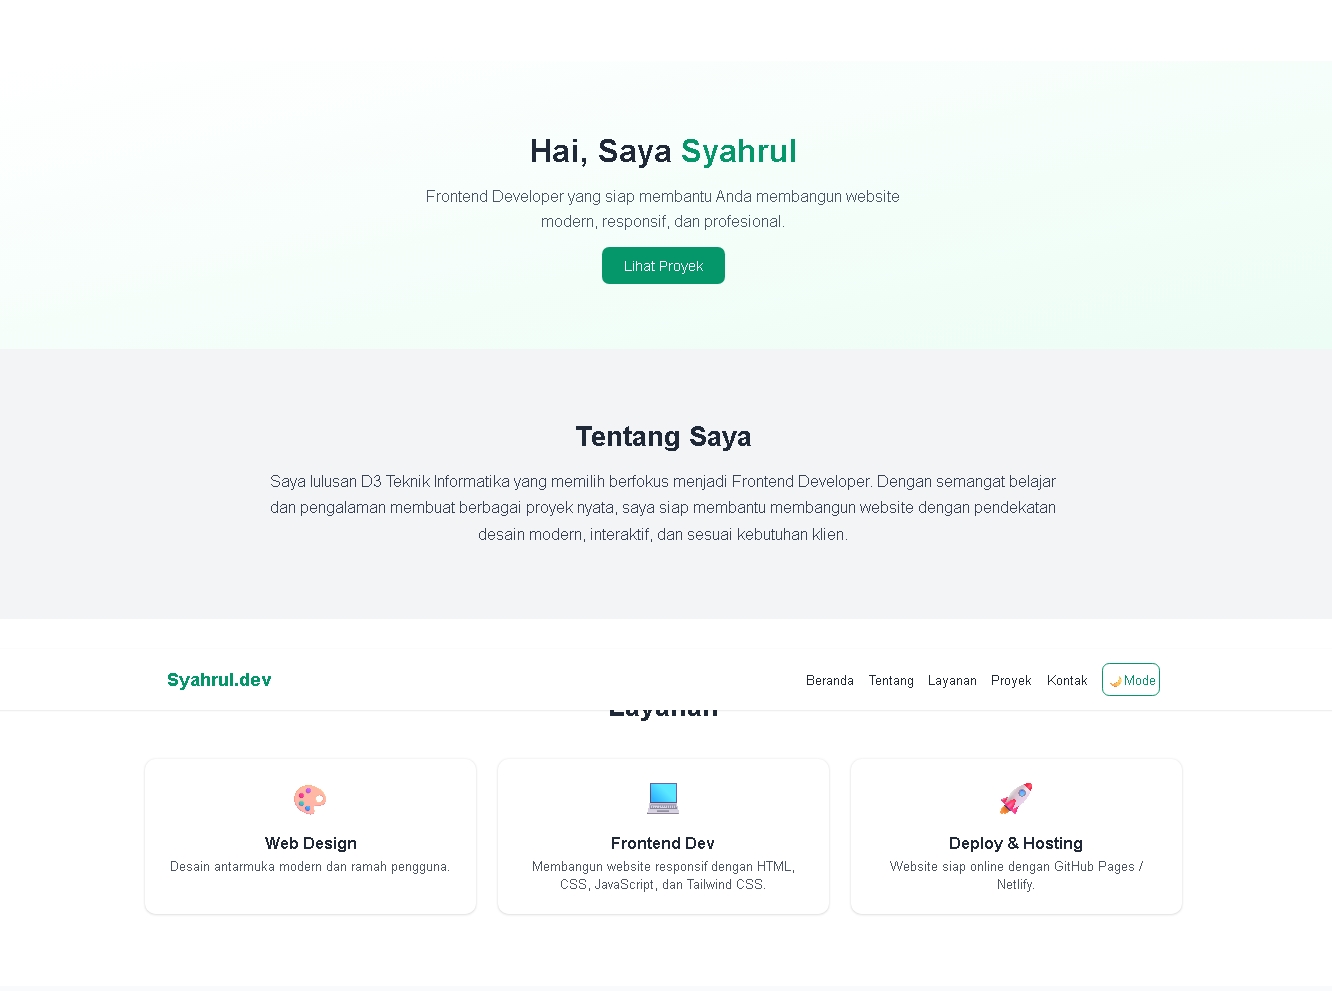 Hai, Saya Syahrul
Frontend Developer yang siap membantu Anda membangun website
modern, responsif, dan profesional.
Lihat Proyek
Tentang Saya
Saya lulusan D3 Teknik Informatika yang memilih berfokus menjadi Frontend Developer. Dengan semangat belajar
dan pengalaman membuat berbagai proyek nyata, saya siap membantu membangun website dengan pendekatan
desain modern, interaktif, dan sesuai kebutuhan klien.
Syahrul.dev
Beranda Tentang Layanan Proyek Kontak 🌙 Mode
Layanan
Web Design
Desain antarmuka modern dan ramah pengguna.
Frontend Dev
Membangun website responsif dengan HTML,
CSS, JavaScript, dan Tailwind CSS.
Deploy & Hosting
Website siap online dengan GitHub Pages /
Netlify.